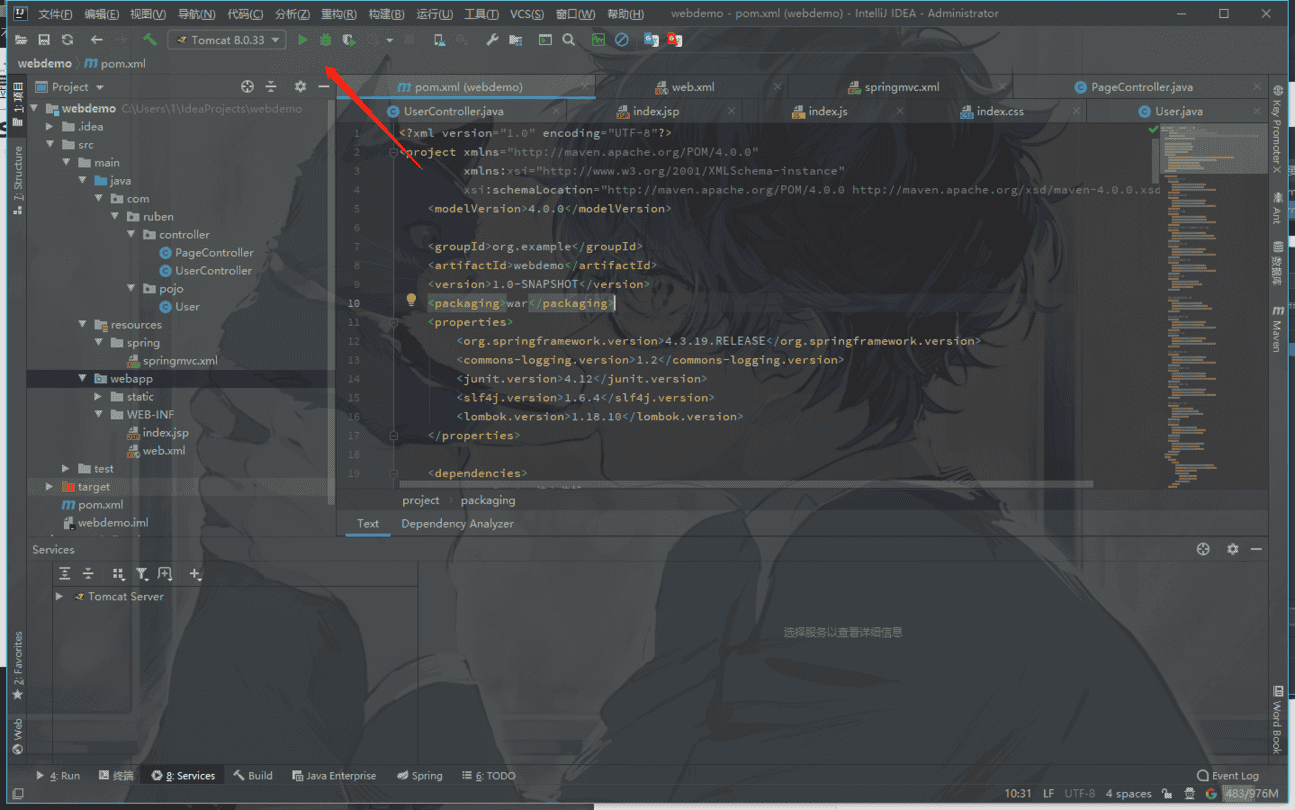 文件(F) 编辑(E) 视图(V) 导航(N) 代码(C) 分析(Z) 重构(R) 构建(B) 运行(U) 工具(T) VCS(S) 窗口(W) 帮助(H) webdemo - pom.xml (webdemo) - IntelliJ IDEA - Administrator
Tomcat 8.0.33
webdemo pom.xml
Project
pom.xml (webdemo) web.xml springmvc.xml PageController.java
UserController.java index.jsp index.js index.css User.java
webdemo C:\Users\1\IdeaProjects\webdemo
.idea
src
main
java
com
ruben
controller
PageController
UserController
pojo
User
resources
spring
springmvc.xml
webapp
static
WEB-INF
index.jsp
web.xml
test
target
pom.xml
webdemo.iml
1 <?xml version="1.0" encoding="UTF-8"?>
2 <project xmlns="http://maven.apache.org/POM/4.0.0"
3 xmlns:xsi="http://www.w3.org/2001/XMLSchema-instance"
4 xsi:schemaLocation="http://maven.apache.org/POM/4.0.0 http://maven.apache.org/xsd/maven-4.0.0.xsd
5 <modelVersion>4.0.0</modelVersion>
6
7 <groupId>org.example</groupId>
8 <artifactId>webdemo</artifactId>
9 <version>1.0-SNAPSHOT</version>
10 <packaging>war</packaging>
11 <properties>
12 <org.springframework.version>4.3.19.RELEASE</org.springframework.version>
13 <commons-logging.version>1.2</commons-logging.version>
14 <junit.version>4.12</junit.version>
15 <slf4j.version>1.6.4</slf4j.version>
16 <lombok.version>1.18.10</lombok.version>
17 </properties>
18
19 <dependencies>
project packaging
Text Dependency Analyzer
1: 项目
7: Structure
2: Favorites
Web
Key Promoter X
Ant
数据库
Maven
Word Book
Services
Tomcat Server
选择服务以查看详细信息
4: Run 终端 8: Services Build Java Enterprise Spring 6: TODO Event Log
10:31 LF UTF-8 4 spaces 483/976M